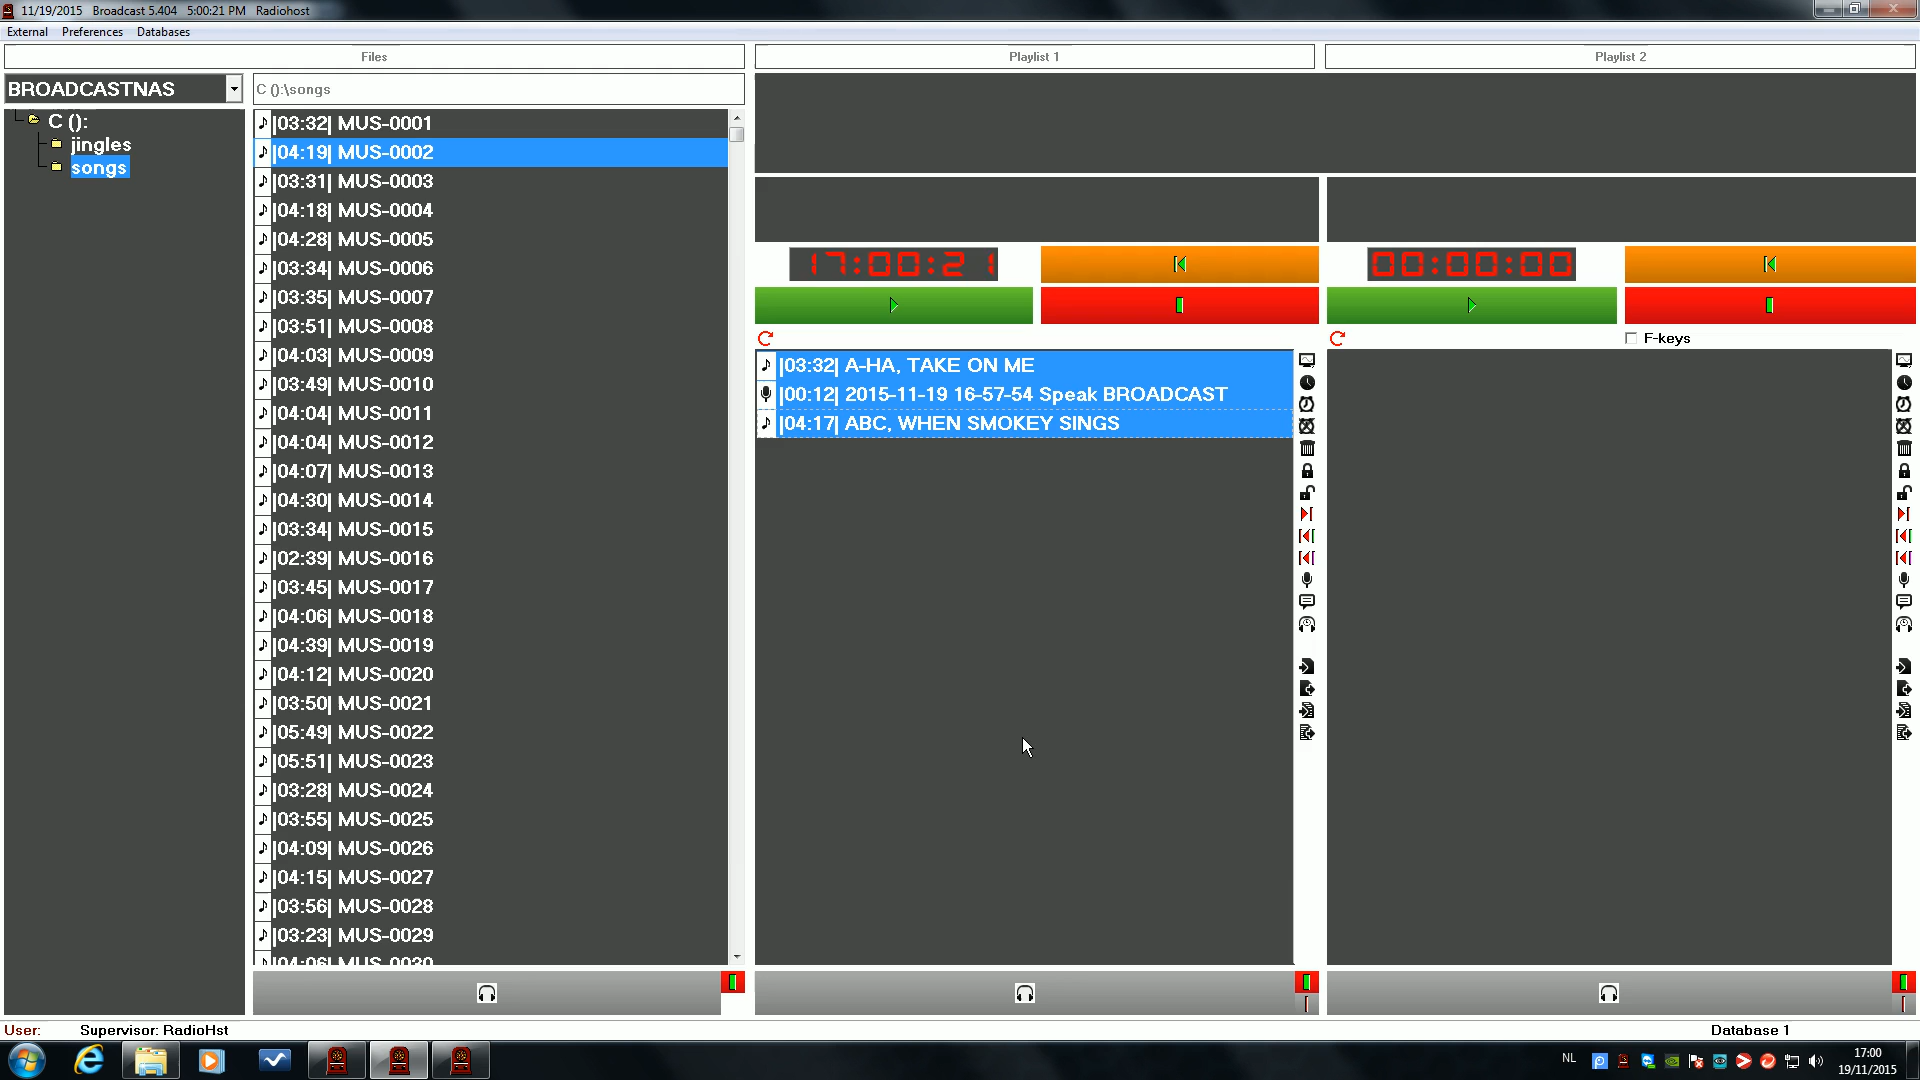 11/19/2015 Broadcast 5.404 5:00:21 PM Radiohost
External Preferences Databases
Files
Playlist 1
Playlist 2
BROADCASTNAS
C ():\songs
C ():
jingles
songs
|03:32| MUS-0001
|04:19| MUS-0002
|03:31| MUS-0003
|04:18| MUS-0004
|04:28| MUS-0005
|03:34| MUS-0006
|03:35| MUS-0007
|03:51| MUS-0008
|04:03| MUS-0009
|03:49| MUS-0010
|04:04| MUS-0011
|04:04| MUS-0012
|04:07| MUS-0013
|04:30| MUS-0014
|03:34| MUS-0015
|02:39| MUS-0016
|03:45| MUS-0017
|04:06| MUS-0018
|04:39| MUS-0019
|04:12| MUS-0020
|03:50| MUS-0021
|05:49| MUS-0022
|05:51| MUS-0023
|03:28| MUS-0024
|03:55| MUS-0025
|04:09| MUS-0026
|04:15| MUS-0027
|03:56| MUS-0028
|03:23| MUS-0029
|04:06| MUS-0030
17:00:21
00:00:00
F-keys
|03:32| A-HA, TAKE ON ME
|00:12| 2015-11-19 16-57-54 Speak BROADCAST
|04:17| ABC, WHEN SMOKEY SINGS
User: Supervisor: RadioHst
Database 1
NL
17:00
19/11/2015